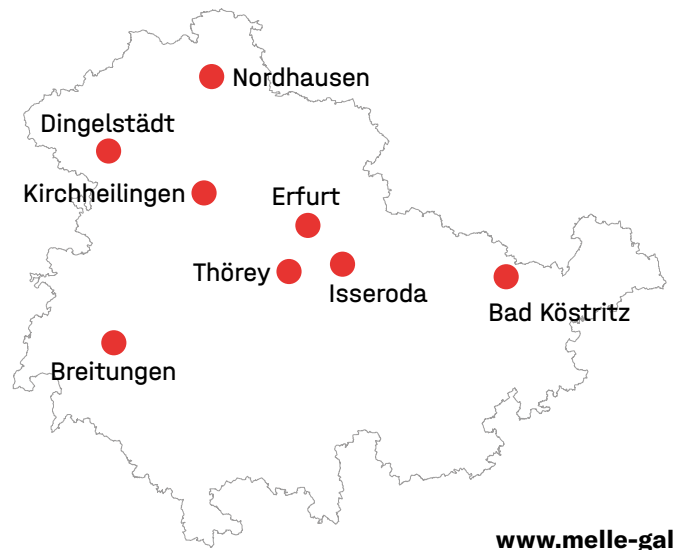 Nordhausen
Dingelstädt
Kirchheilingen
Erfurt
Thörey
Isseroda
Bad Köstritz
Breitungen
www.melle-gal